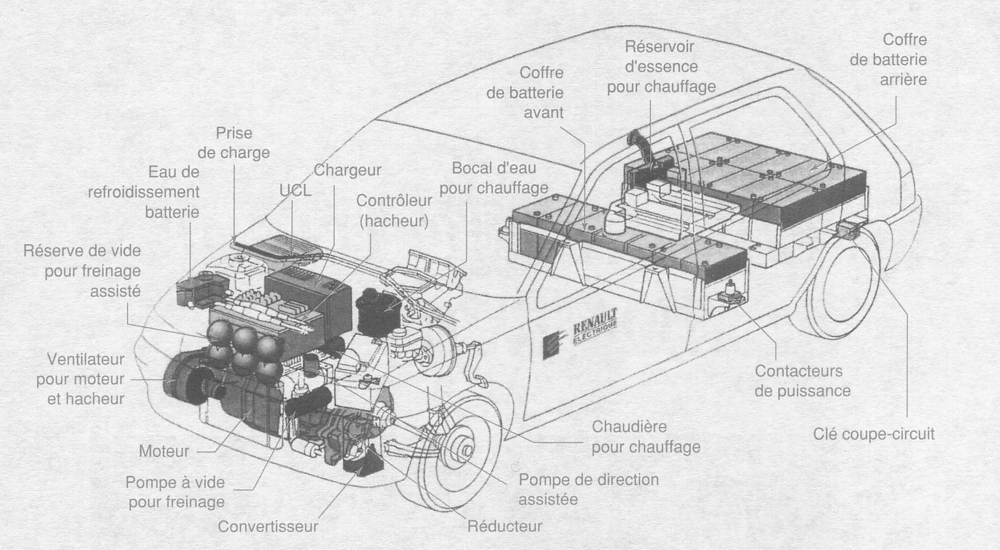 Coffre
de batterie
arrière
Réservoir
d'essence
pour chauffage
Coffre
de batterie
avant
Prise
de charge
Eau de
refroidissement
batterie
UCL
Chargeur
Contrôleur
(hacheur)
Bocal d'eau
pour chauffage
Réserve de vide
pour freinage
assisté
Ventilateur
pour moteur
et hacheur
RENAULT
ELECTRIQUE
Contacteurs
de puissance
Clé coupe-circuit
Chaudière
pour chauffage
Moteur
Pompe à vide
pour freinage
Pompe de direction
assistée
Convertisseur
Réducteur